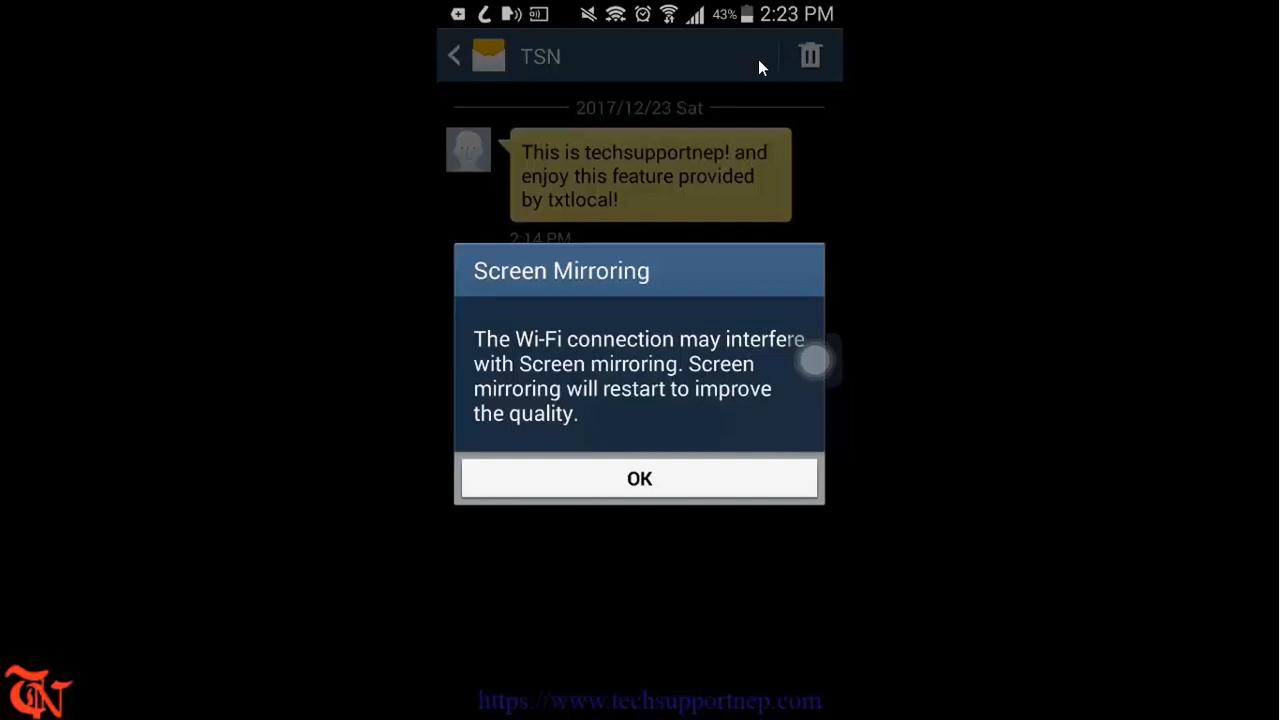 43% 2:23 PM
TSN
2017/12/23 Sat
This is techsupportnep! and
enjoy this feature provided
by txtlocal!
2:14 PM
Screen Mirroring
The Wi-Fi connection may interfere
with Screen mirroring. Screen
mirroring will restart to improve
the quality.
OK
TN
https://www.techsupportnep.com